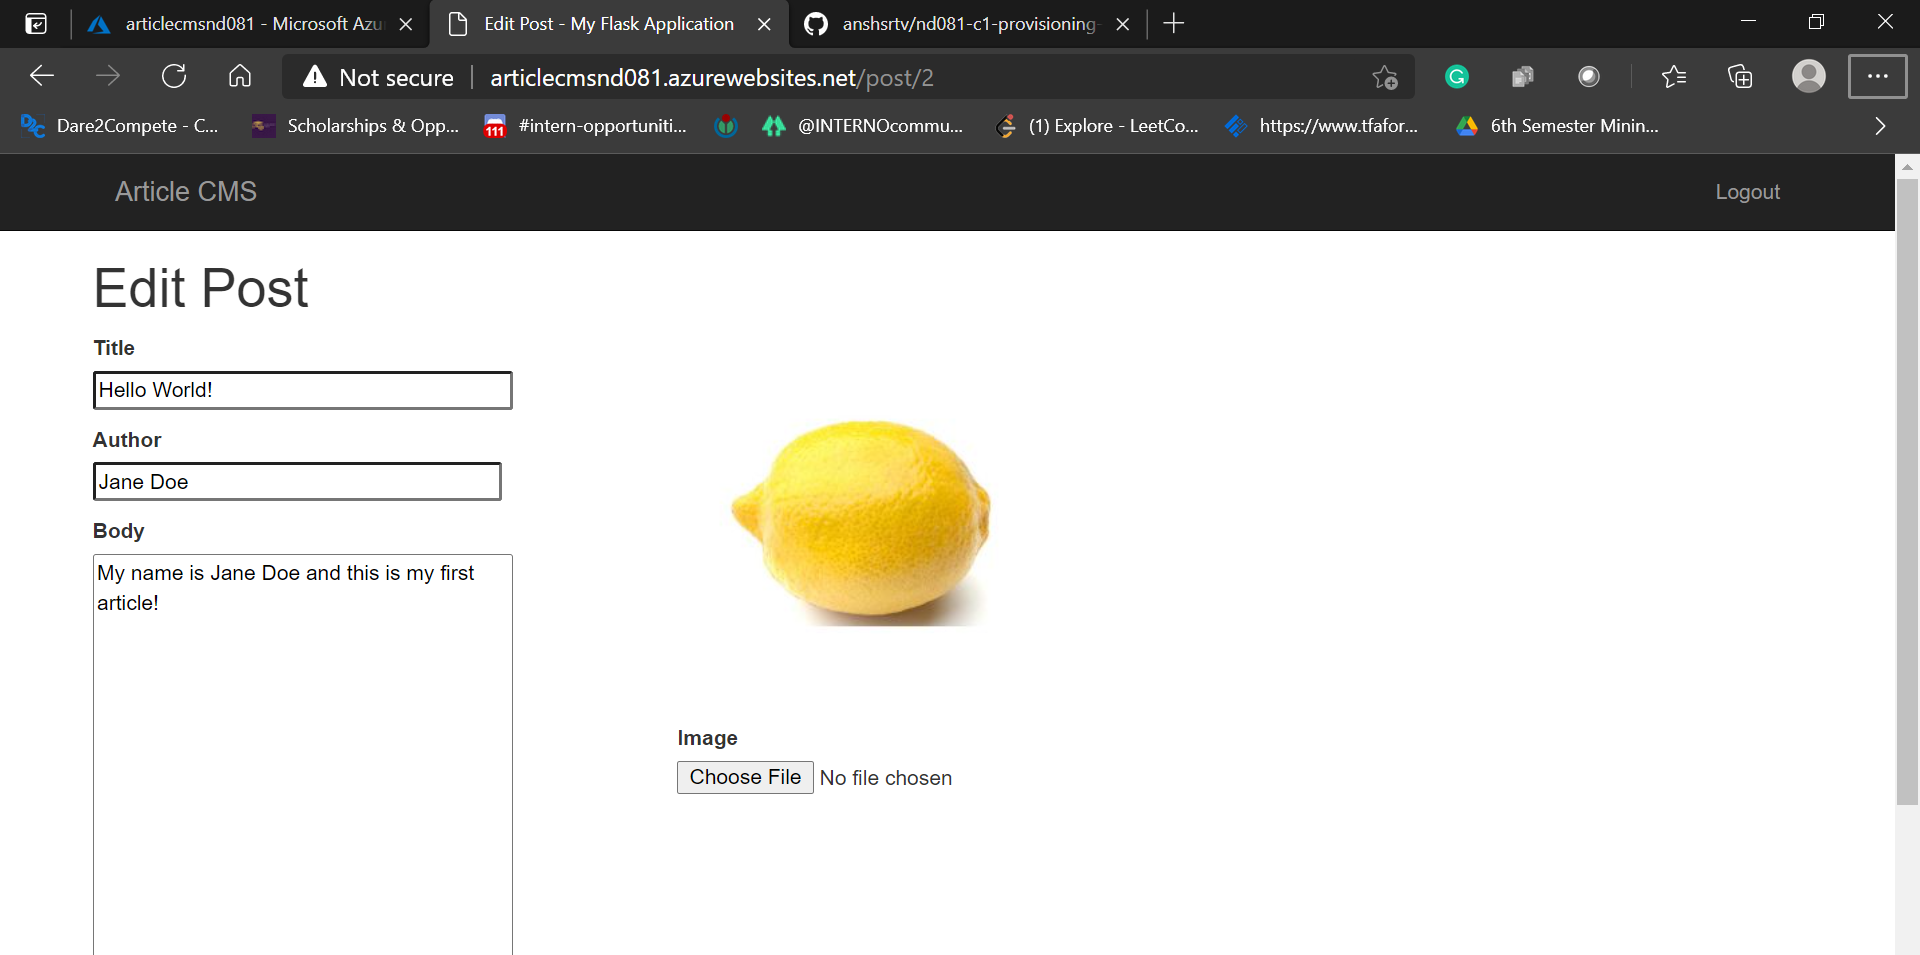 articlecmsnd081 - Microsoft Azu
Edit Post - My Flask Application
anshsrtv/nd081-c1-provisioning-
Not secure
articlecmsnd081.azurewebsites.net/post/2
Dare2Compete - C...
Scholarships & Opp...
111
#intern-opportuniti...
@INTERNOcommu...
(1) Explore - LeetCo...
https://www.tfafor...
6th Semester Minin...
Article CMS
Logout
Edit Post
Title
Hello World!
Author
Jane Doe
Body
My name is Jane Doe and this is my first
article!
Image
Choose File No file chosen